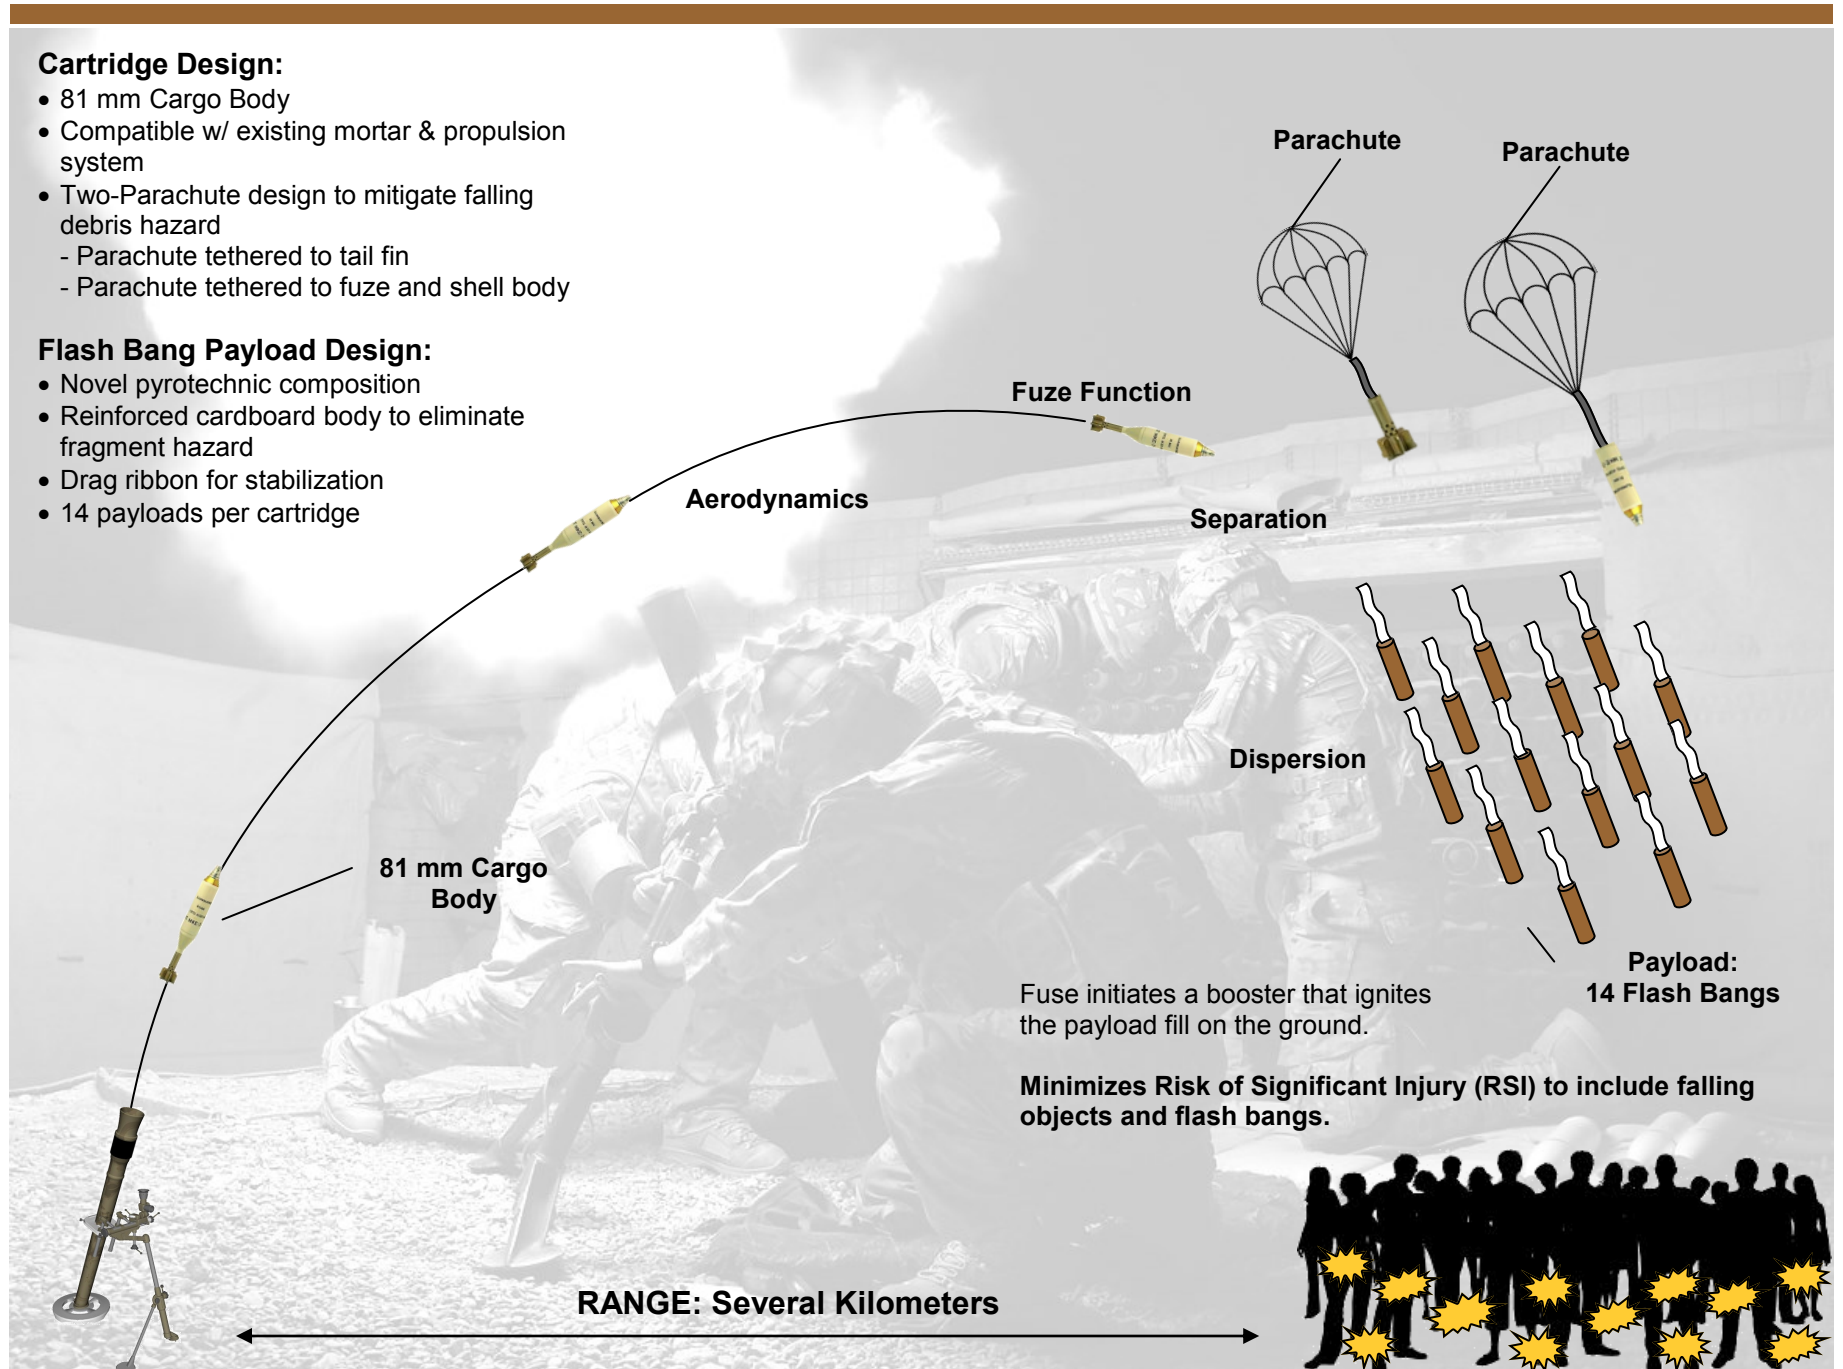 Cartridge Design:
• 81 mm Cargo Body
• Compatible w/ existing mortar & propulsion
system
• Two-Parachute design to mitigate falling
debris hazard
- Parachute tethered to tail fin
- Parachute tethered to fuze and shell body
Flash Bang Payload Design:
• Novel pyrotechnic composition
• Reinforced cardboard body to eliminate
fragment hazard
• Drag ribbon for stabilization
• 14 payloads per cartridge
Parachute
Parachute
Fuze Function
Aerodynamics
Separation
Dispersion
81 mm Cargo
Body
Payload:
14 Flash Bangs
Fuse initiates a booster that ignites
the payload fill on the ground.
Minimizes Risk of Significant Injury (RSI) to include falling
objects and flash bangs.
RANGE: Several Kilometers